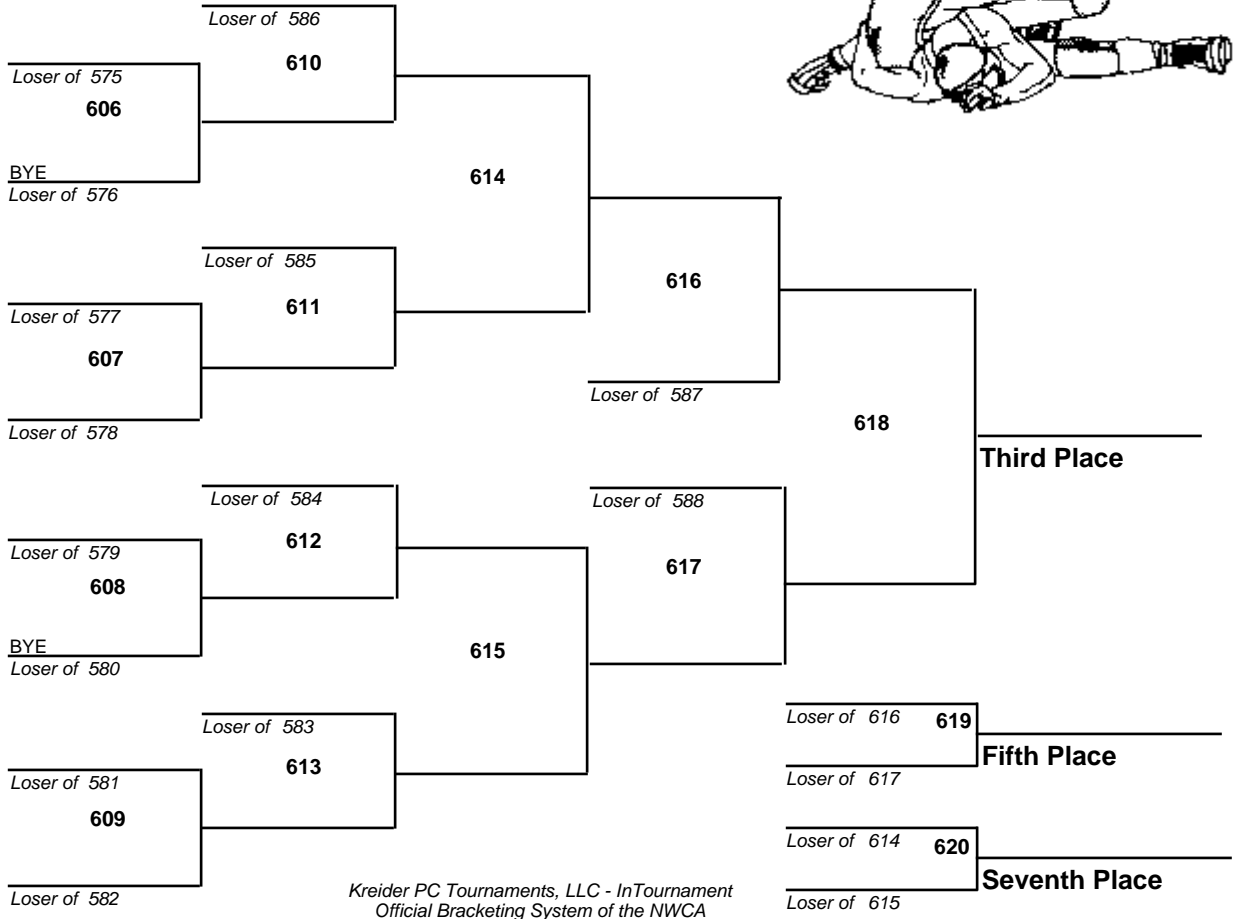 Loser of 586
610
Loser of 575
606
BYE
Loser of 576
614
Loser of 585
611
616
Loser of 577
607
Loser of 587
Loser of 578
618
Third Place
Loser of 584
Loser of 588
612
617
Loser of 579
608
BYE
Loser of 580
615
Loser of 616 619
Loser of 583
Fifth Place
613
Loser of 617
Loser of 581
609
Loser of 614 620
Seventh Place
Loser of 582
Loser of 615
Kreider PC Tournaments, LLC - InTournament
Official Bracketing System of the NWCA